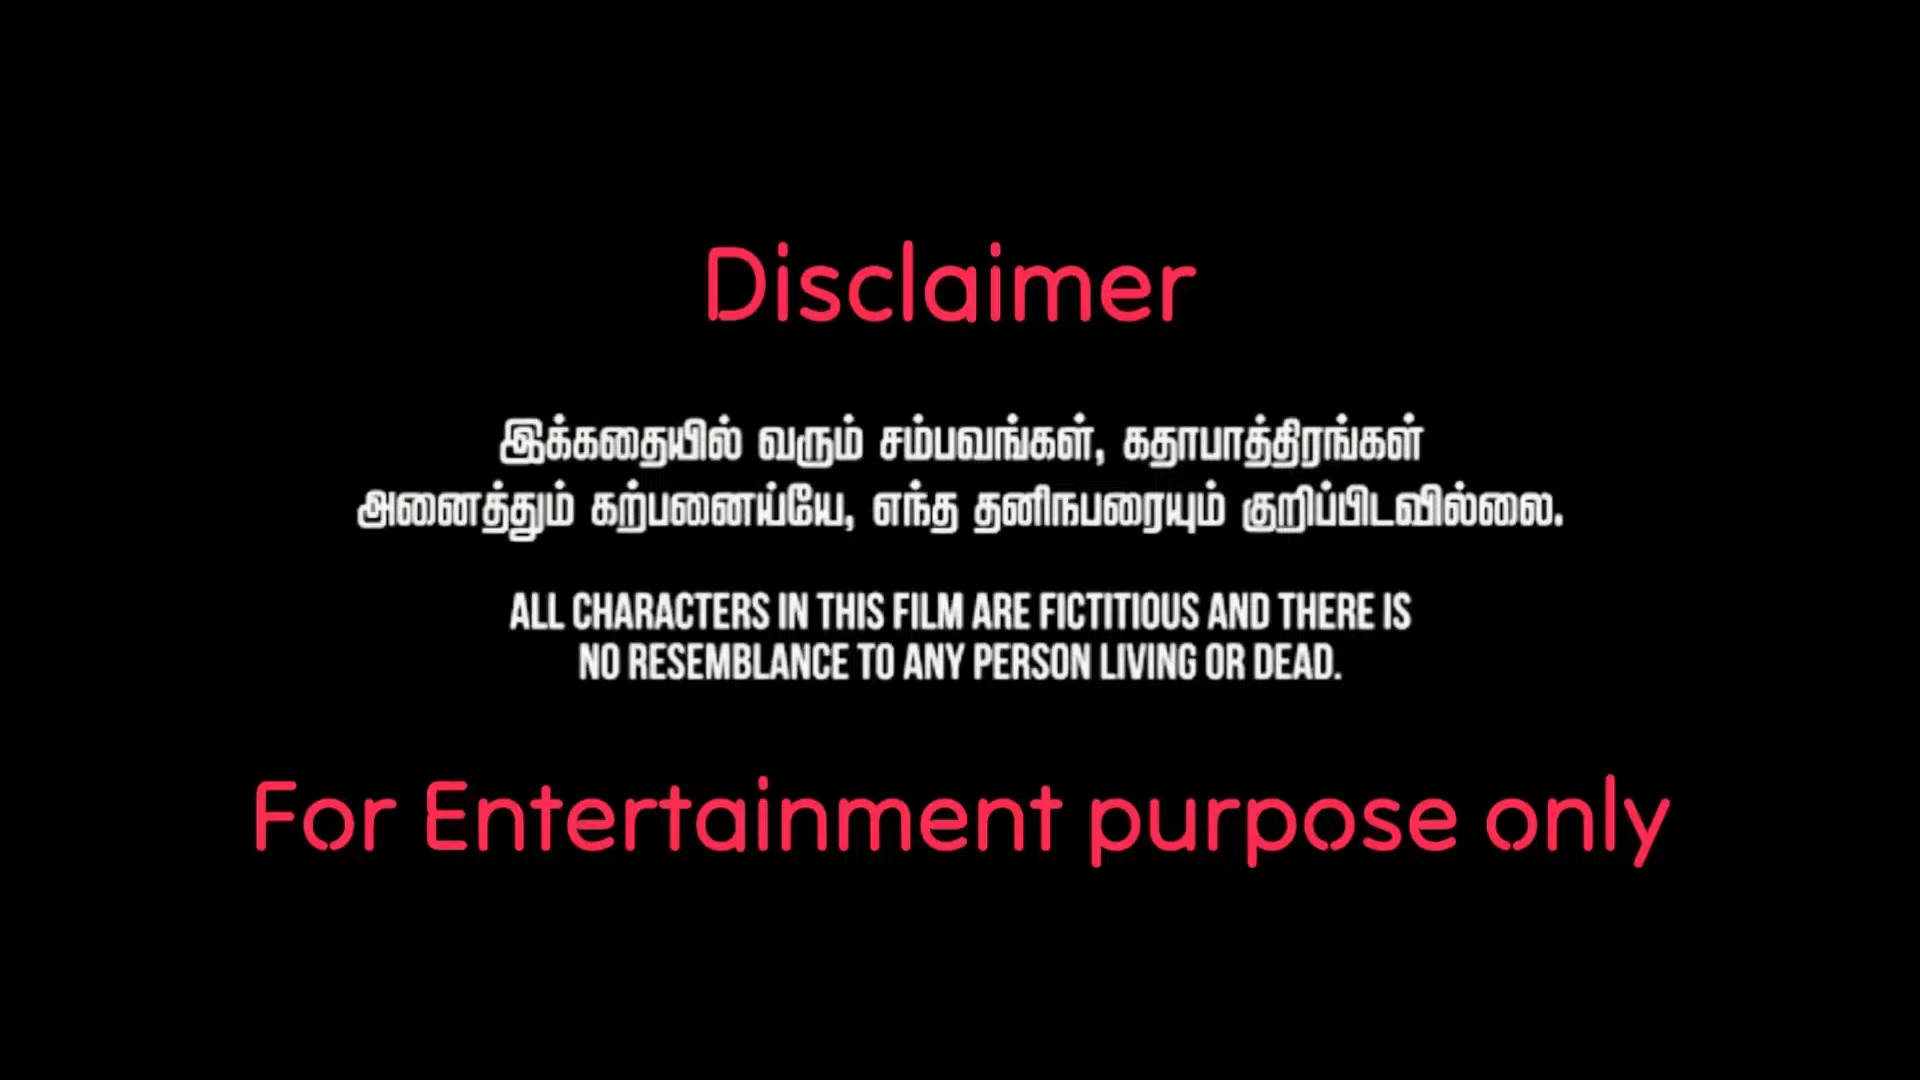 Disclaimer
இக்கதையில் வரும் சம்பவங்கள், கதாபாத்திரங்கள்
அனைத்தும் கற்பனைய்யே, எந்த தனிநபரையும் குறிப்பிடவில்லை.
ALL CHARACTERS IN THIS FILM ARE FICTITIOUS AND THERE IS
NO RESEMBLANCE TO ANY PERSON LIVING OR DEAD.
For Entertainment purpose only